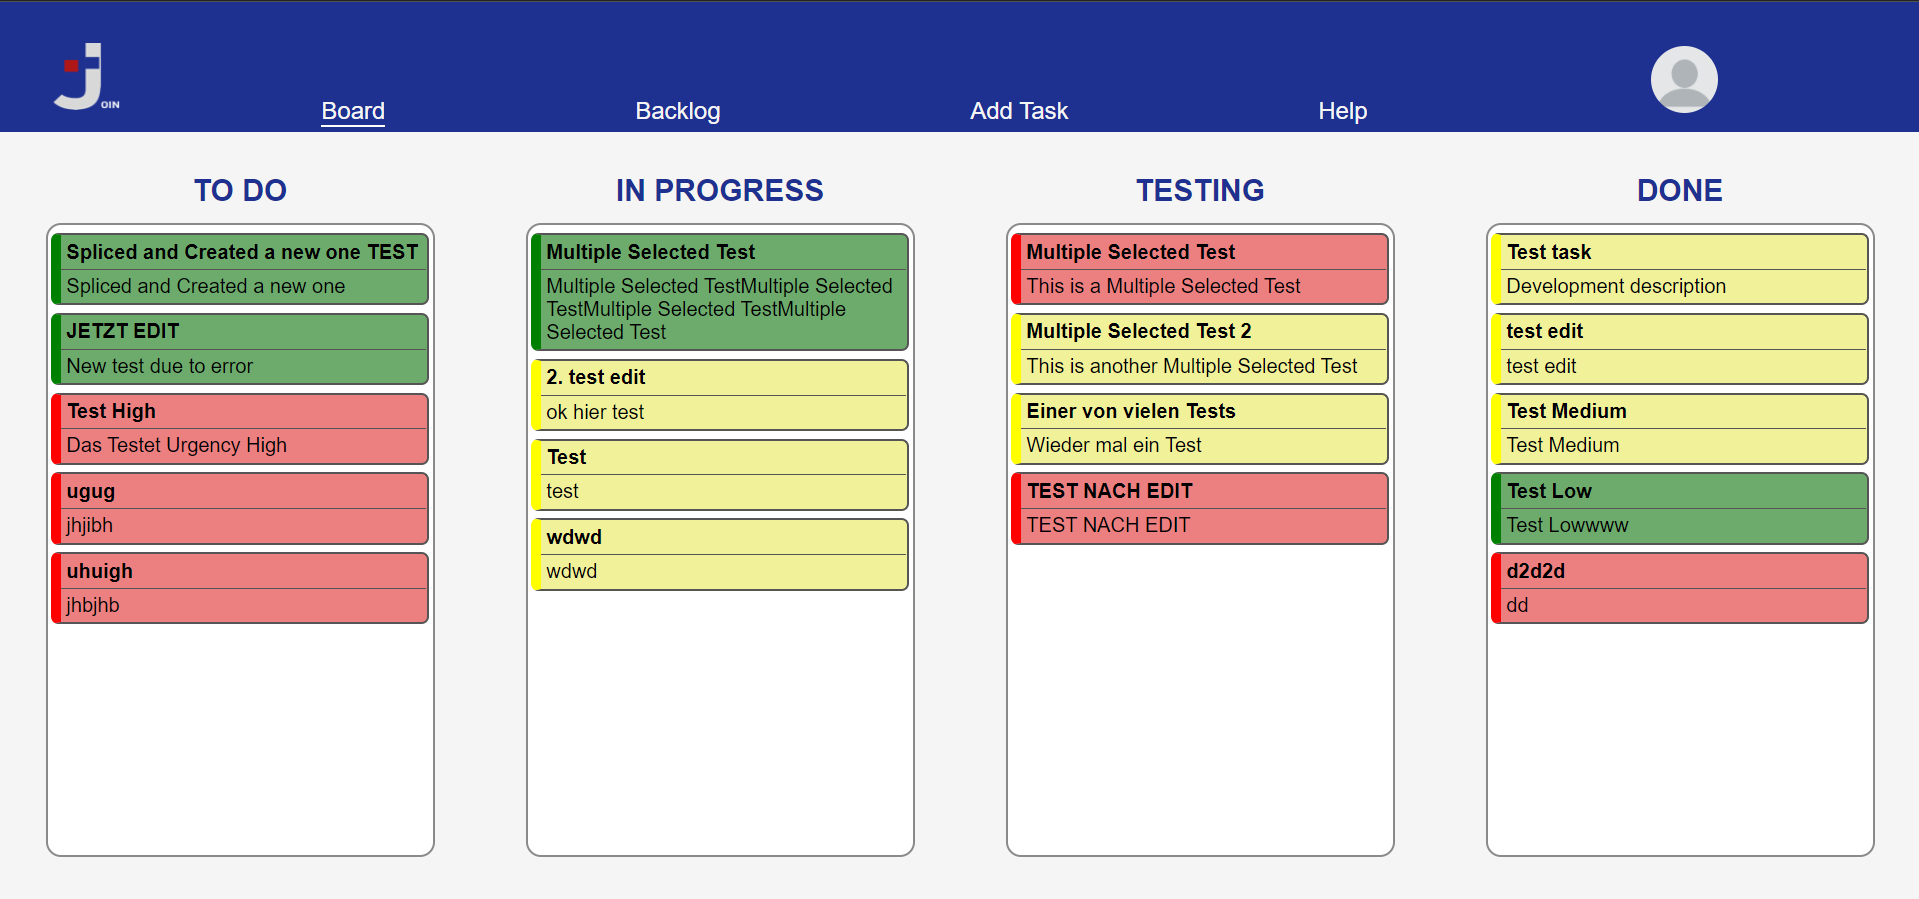 JOIN
Board
Backlog
Add Task
Help
TO DO
Spliced and Created a new one TEST
Spliced and Created a new one
JETZT EDIT
New test due to error
Test High
Das Testet Urgency High
ugug
jhjibh
uhuigh
jhbjhb
IN PROGRESS
Multiple Selected Test
Multiple Selected TestMultiple Selected
TestMultiple Selected TestMultiple
Selected Test
2. test edit
ok hier test
Test
test
wdwd
wdwd
TESTING
Multiple Selected Test
This is a Multiple Selected Test
Multiple Selected Test 2
This is another Multiple Selected Test
Einer von vielen Tests
Wieder mal ein Test
TEST NACH EDIT
TEST NACH EDIT
DONE
Test task
Development description
test edit
test edit
Test Medium
Test Medium
Test Low
Test Lowwww
d2d2d
dd